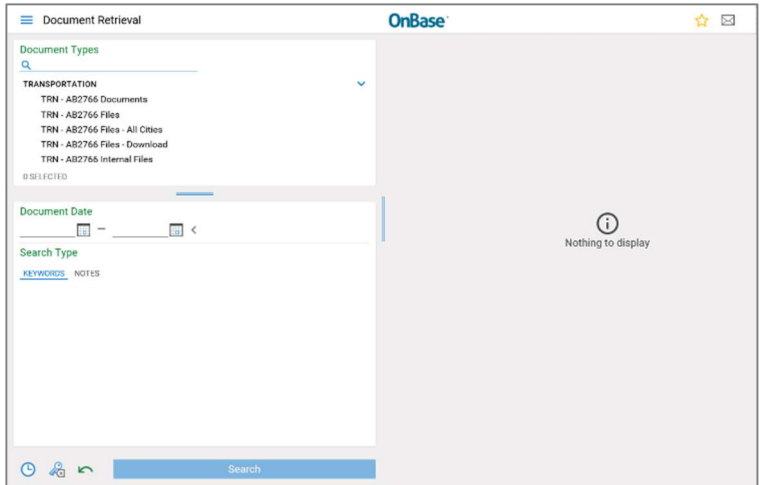 Document Retrieval
OnBase
Document Types
TRANSPORTATION
TRN - AB2766 Documents
TRN - AB2766 Files
TRN - AB2766 Files - All Cities
TRN - AB2766 Files - Download
TRN - AB2766 Internal Files
0 SELECTED
Document Date
Search Type
KEYWORDS NOTES
Nothing to display
Search